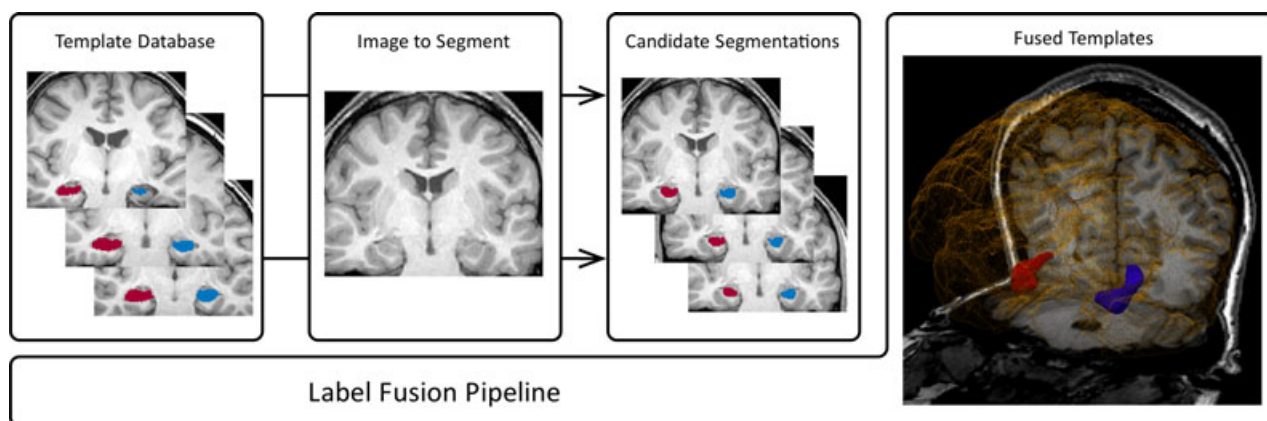 Template Database
Image to Segment
Candidate Segmentations
Fused Templates
Label Fusion Pipeline